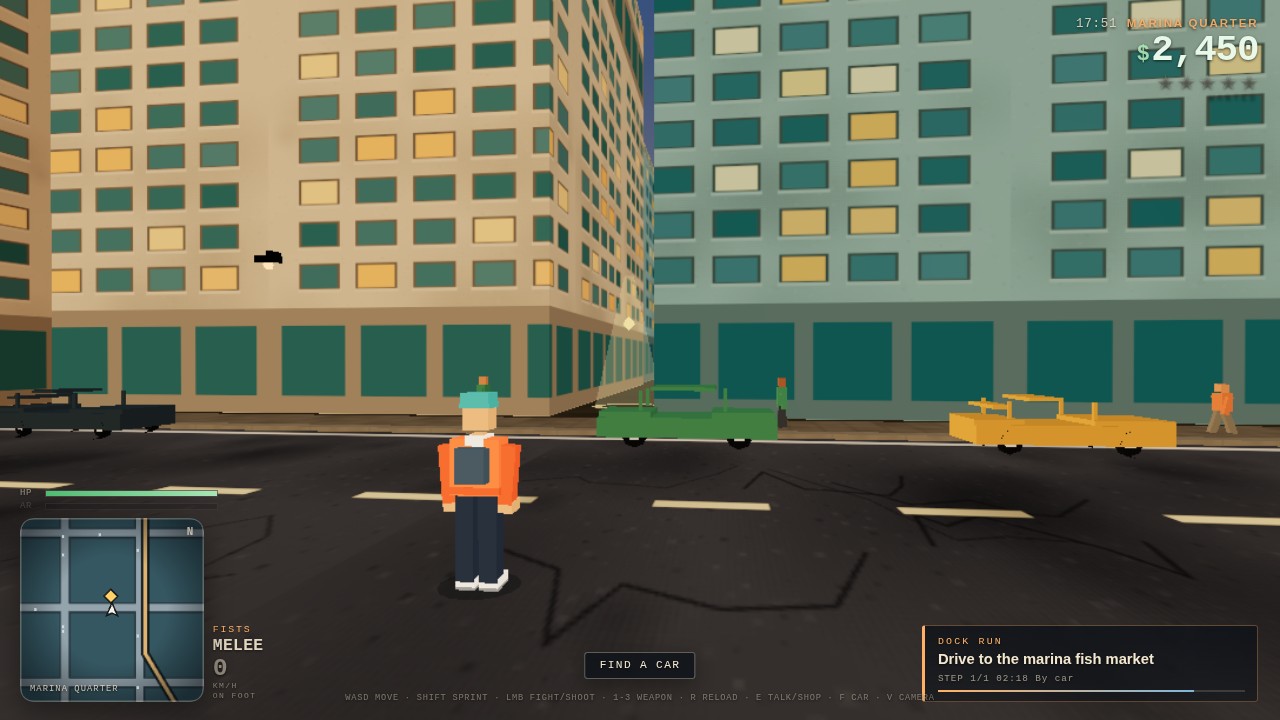 17:51 MARINA QUARTER
$2,450
★★★★★
HP
AR
N
MARINA QUARTER
FISTS
MELEE
0
KM/H
ON FOOT
FIND A CAR
WASD MOVE · SHIFT SPRINT · LMB FIGHT/SHOOT · 1-3 WEAPON · R RELOAD · E TALK/SHOP · F CAR · V CAMERA
DOCK RUN
Drive to the marina fish market
STEP 1/1 02:18 By car